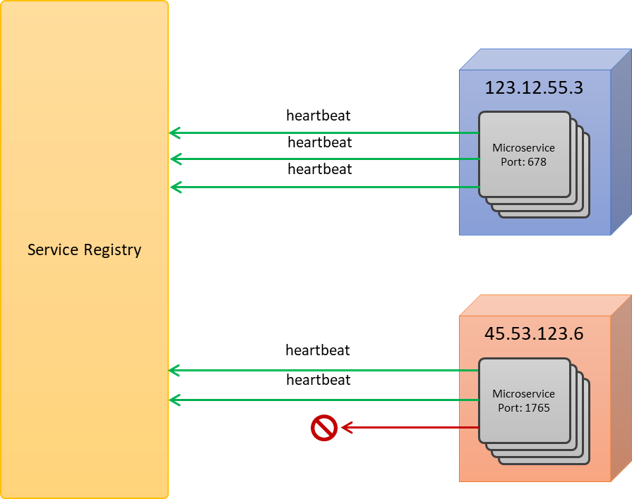 123.12.55.3
heartbeat
heartbeat
Microservice
Port: 678
heartbeat
Service Registry
45.53.123.6
heartbeat
heartbeat
Microservice
Port: 1765